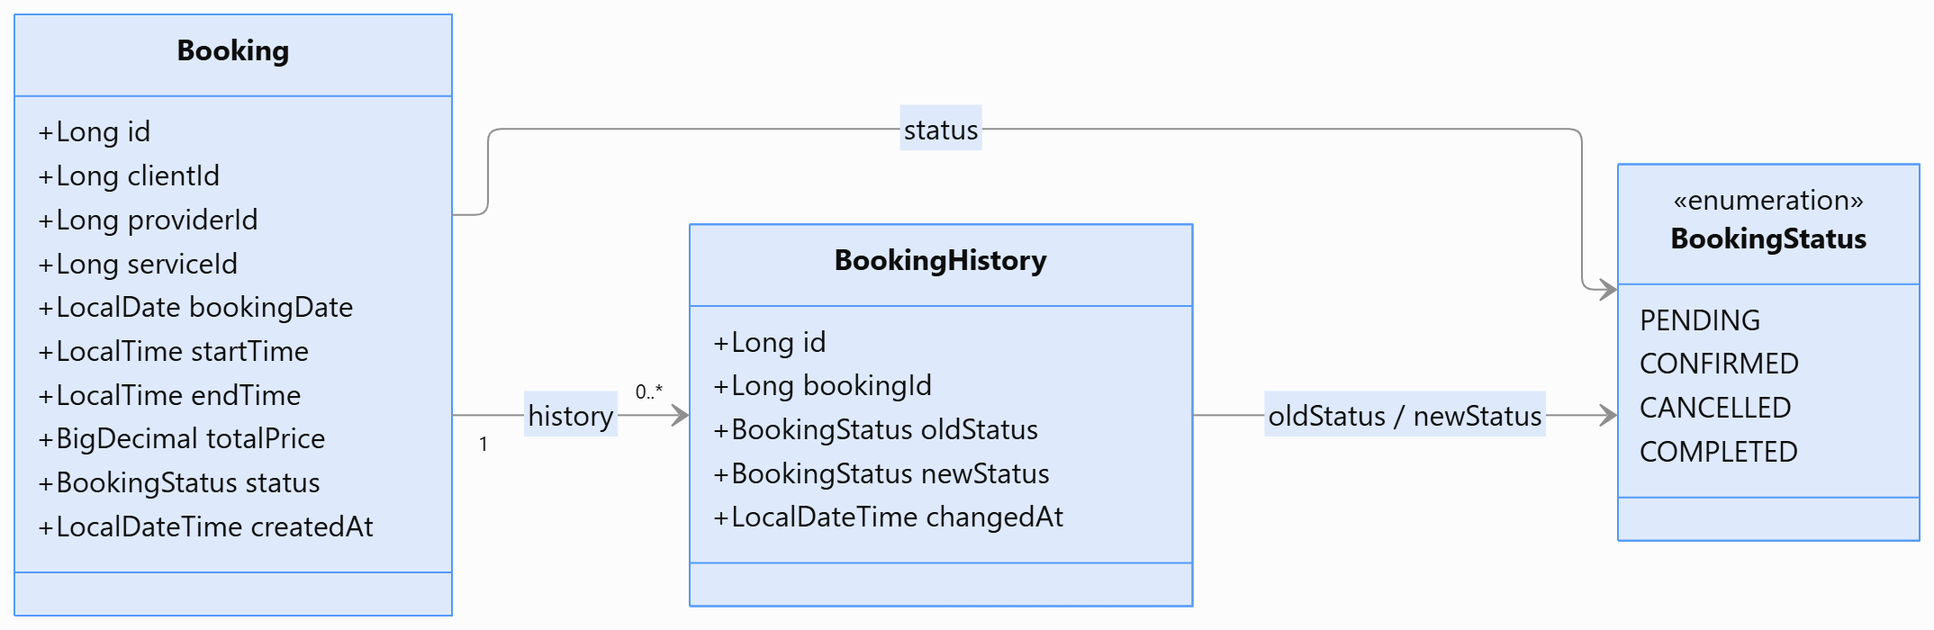 Booking
+Long id
+Long clientId
+Long providerId
+Long serviceId
+LocalDate bookingDate
+LocalTime startTime
+LocalTime endTime
+BigDecimal totalPrice
+BookingStatus status
+LocalDateTime createdAt
status
1
history
0..*
BookingHistory
+Long id
+Long bookingId
+BookingStatus oldStatus
+BookingStatus newStatus
+LocalDateTime changedAt
oldStatus / newStatus
«enumeration»
BookingStatus
PENDING
CONFIRMED
CANCELLED
COMPLETED